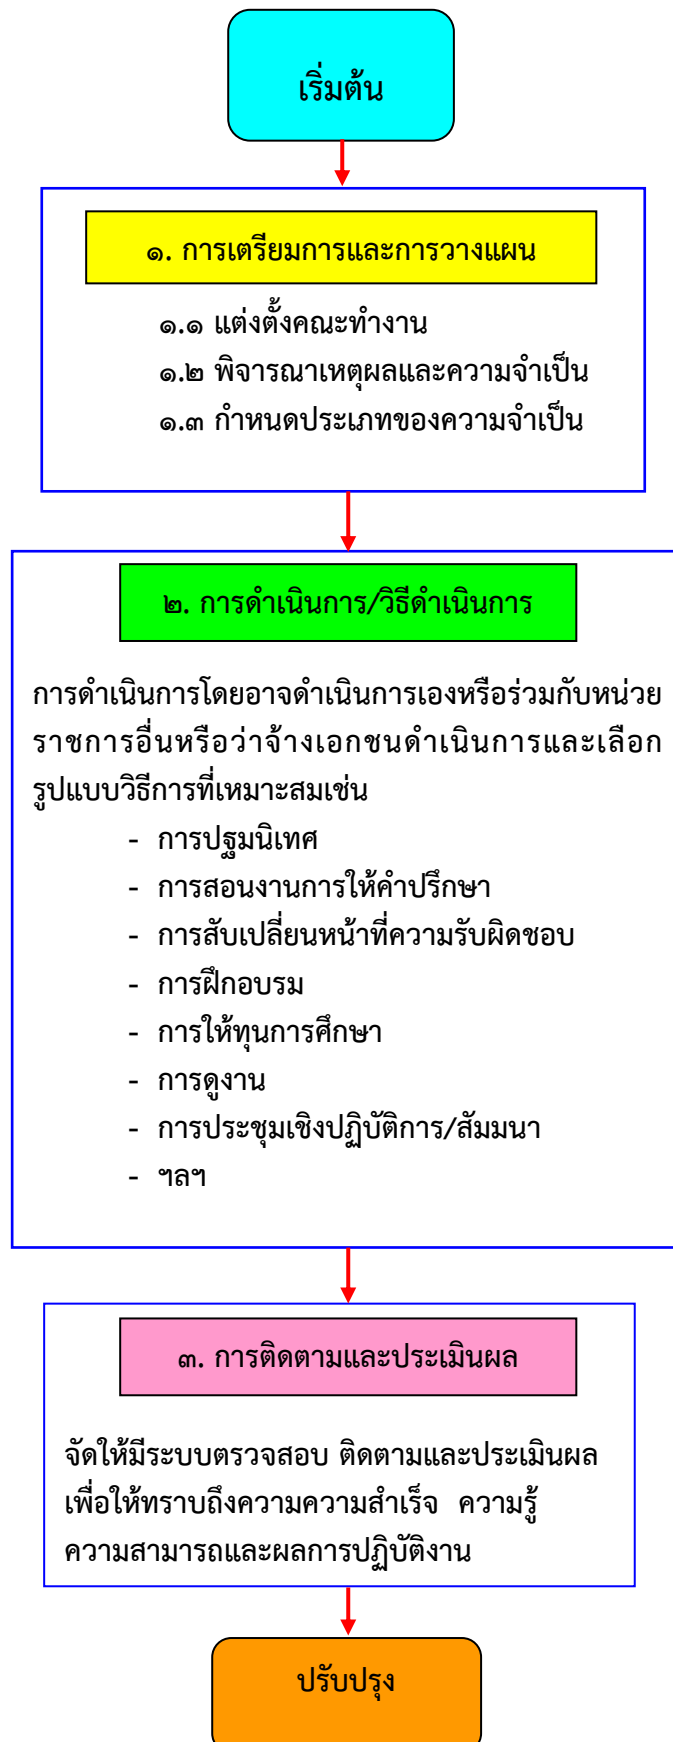 เริ่มต้น
๑. การเตรียมการและการวางแผน
๑.๑ แต่งตั้งคณะทำงาน
๑.๒ พิจารณาเหตุผลและความจำเป็น
๑.๓ กำหนดประเภทของความจำเป็น
๒. การดำเนินการ/วิธีดำเนินการ
การดำเนินการโดยอาจดำเนินการเองหรือร่วมกับหน่วย
ราชการอื่นหรือว่าจ้างเอกชนดำเนินการและเลือก
รูปแบบวิธีการที่เหมาะสมเช่น
- การปฐมนิเทศ
- การสอนงานการให้คำปรึกษา
- การสับเปลี่ยนหน้าที่ความรับผิดชอบ
- การฝึกอบรม
- การให้ทุนการศึกษา
- การดูงาน
- การประชุมเชิงปฏิบัติการ/สัมมนา
- ฯลฯ
๓. การติดตามและประเมินผล
จัดให้มีระบบตรวจสอบ ติดตามและประเมินผล
เพื่อให้ทราบถึงความความสำเร็จ ความรู้
ความสามารถและผลการปฏิบัติงาน
ปรับปรุง